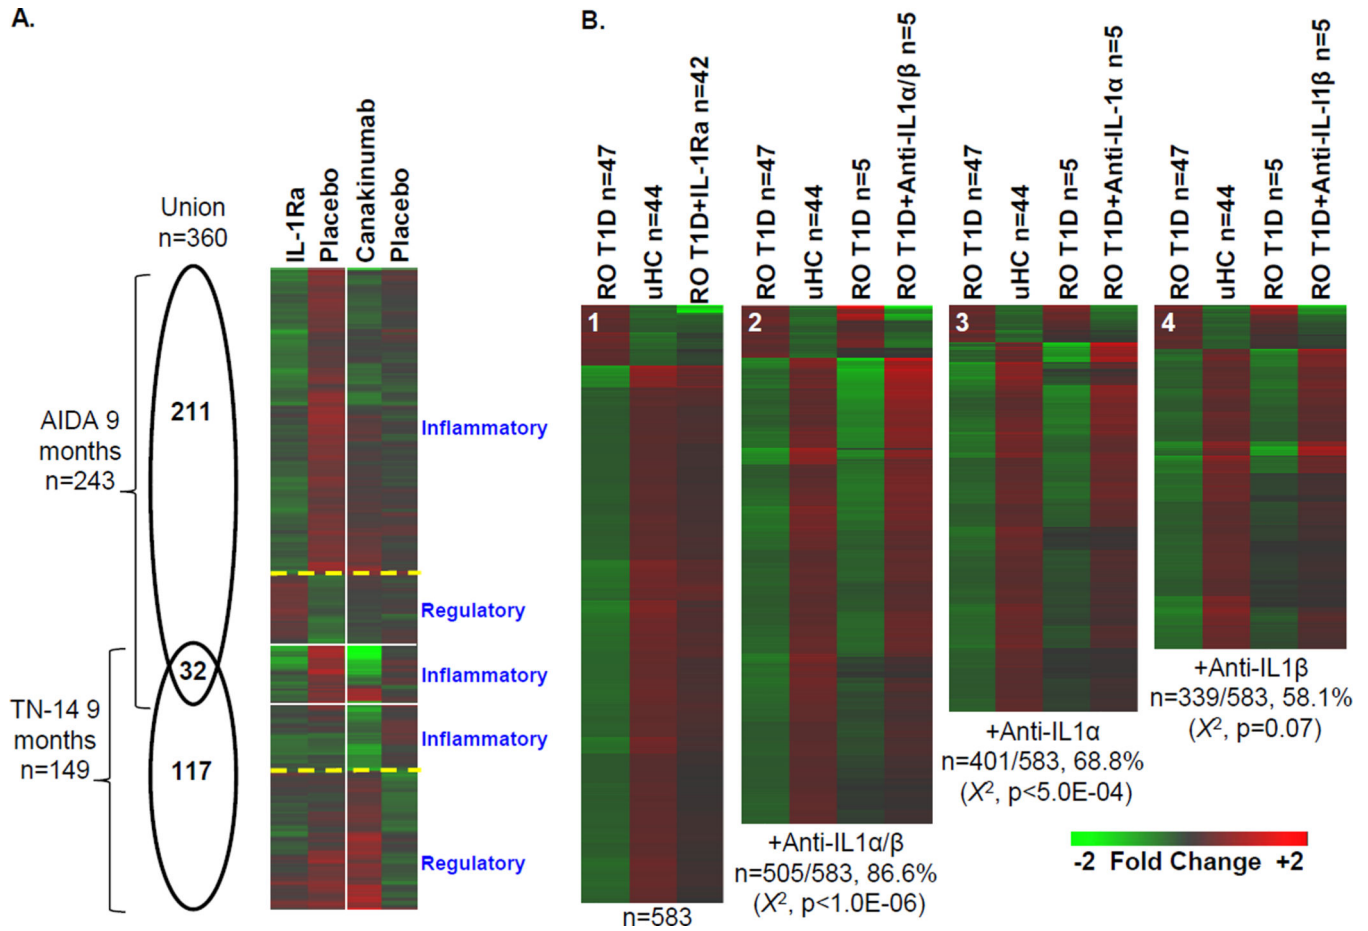 A.
Union
n=360
IL-1Ra
Placebo
Canakinumab
Placebo
AIDA 9
months
n=243
211
32
117
TN-14 9
months
n=149
Inflammatory
Regulatory
Inflammatory
Inflammatory
Regulatory
B.
RO T1D n=47
uHC n=44
RO T1D+IL-1Ra n=42
1
n=583
RO T1D n=47
uHC n=44
RO T1D n=5
RO T1D+Anti-IL1α/β n=5
2
+Anti-IL1α/β
n=505/583, 86.6%
(X², p<1.0E-06)
RO T1D n=47
uHC n=44
RO T1D n=5
RO T1D+Anti-IL-1α n=5
3
+Anti-IL1α
n=401/583, 68.8%
(X², p<5.0E-04)
RO T1D n=47
uHC n=44
RO T1D n=5
RO T1D+Anti-IL-I1β n=5
4
+Anti-IL1β
n=339/583, 58.1%
(X², p=0.07)
-2 Fold Change +2